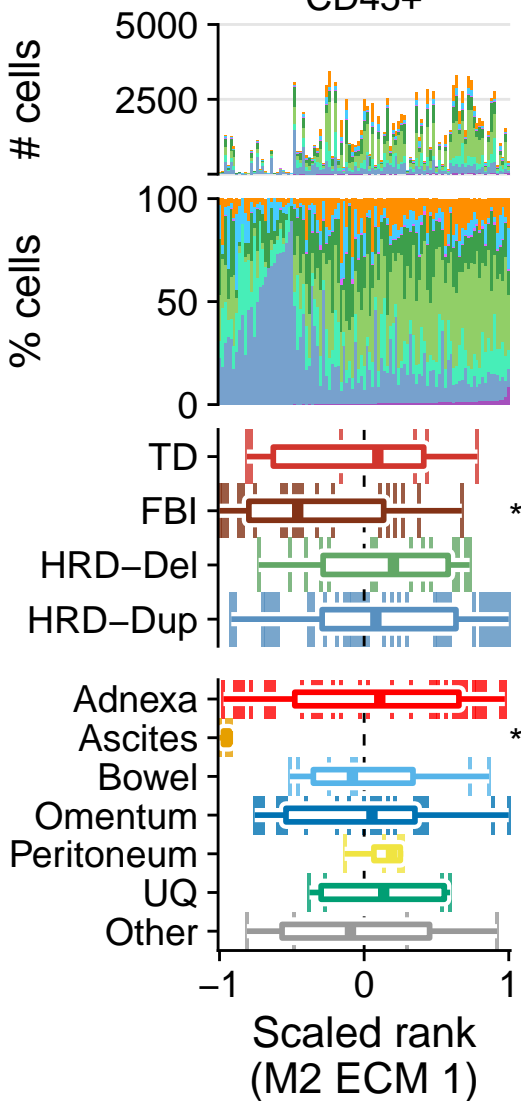 CD45+
5000
2500
# cells
100
50
0
% cells
TD
FBI *
HRD−Del
HRD−Dup
Adnexa
Ascites *
Bowel
Omentum
Peritoneum
UQ
Other
−1 0 1
Scaled rank
(M2 ECM 1)